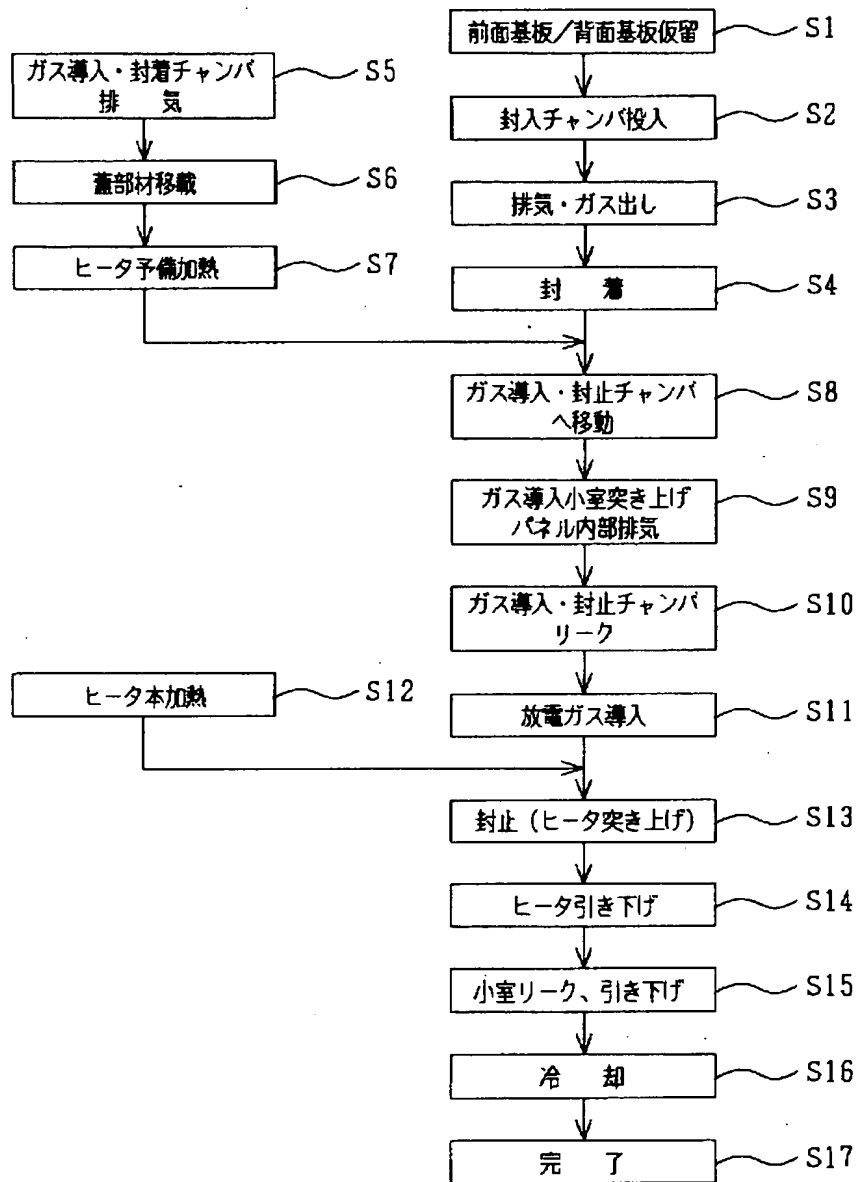 前面基板／背面基板仮留
S1
封入チャンバ投入
S2
排気・ガス出し
S3
封　着
S4
ガス導入・封着チャンバ
排　気
S5
蓋部材移載
S6
ヒータ予備加熱
S7
ガス導入・封止チャンバ
へ移動
S8
ガス導入小室突き上げ
パネル内部排気
S9
ガス導入・封止チャンバ
リーク
S10
放電ガス導入
S11
ヒータ本加熱
S12
封止（ヒータ突き上げ）
S13
ヒータ引き下げ
S14
小室リーク、引き下げ
S15
冷　却
S16
完　了
S17